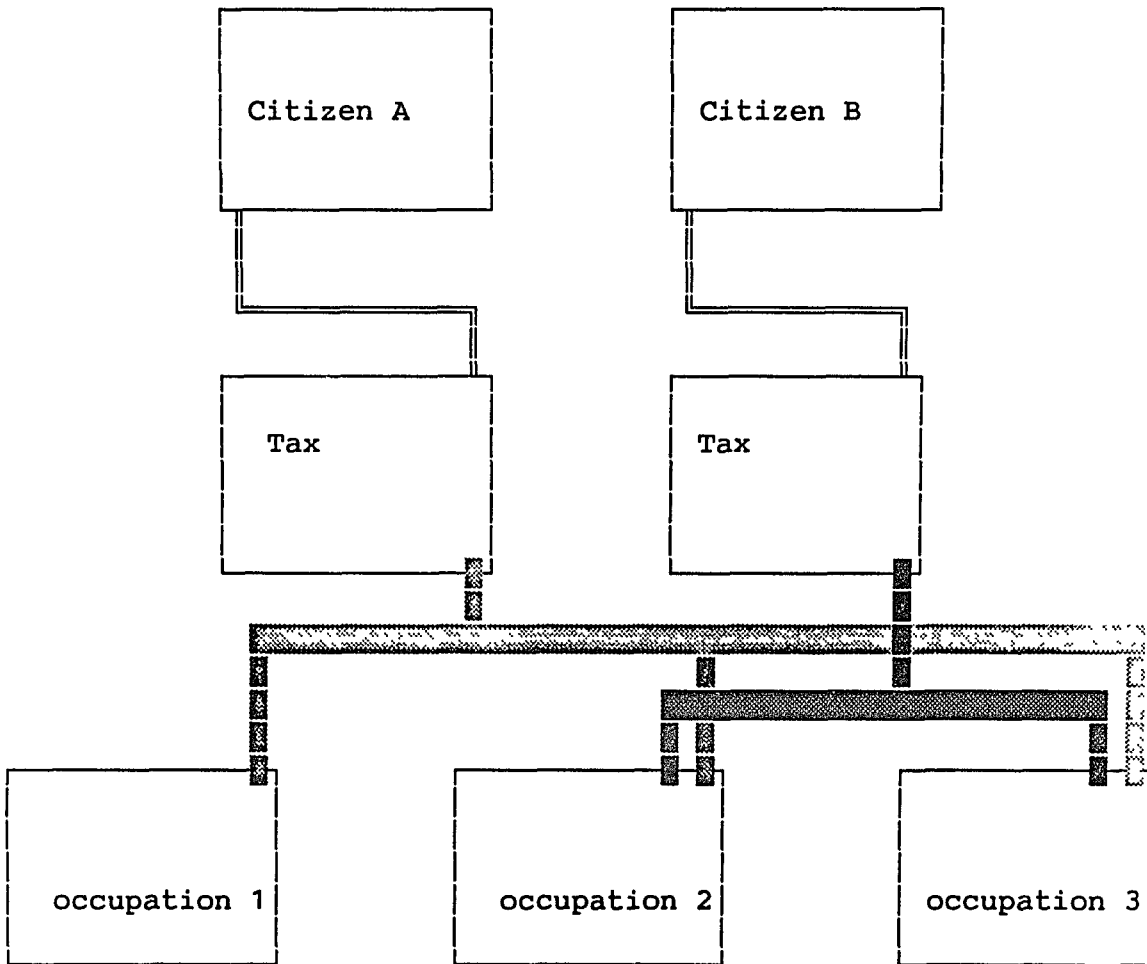 Citizen A
Citizen B
Tax
Tax
occupation 1
occupation 2
occupation 3